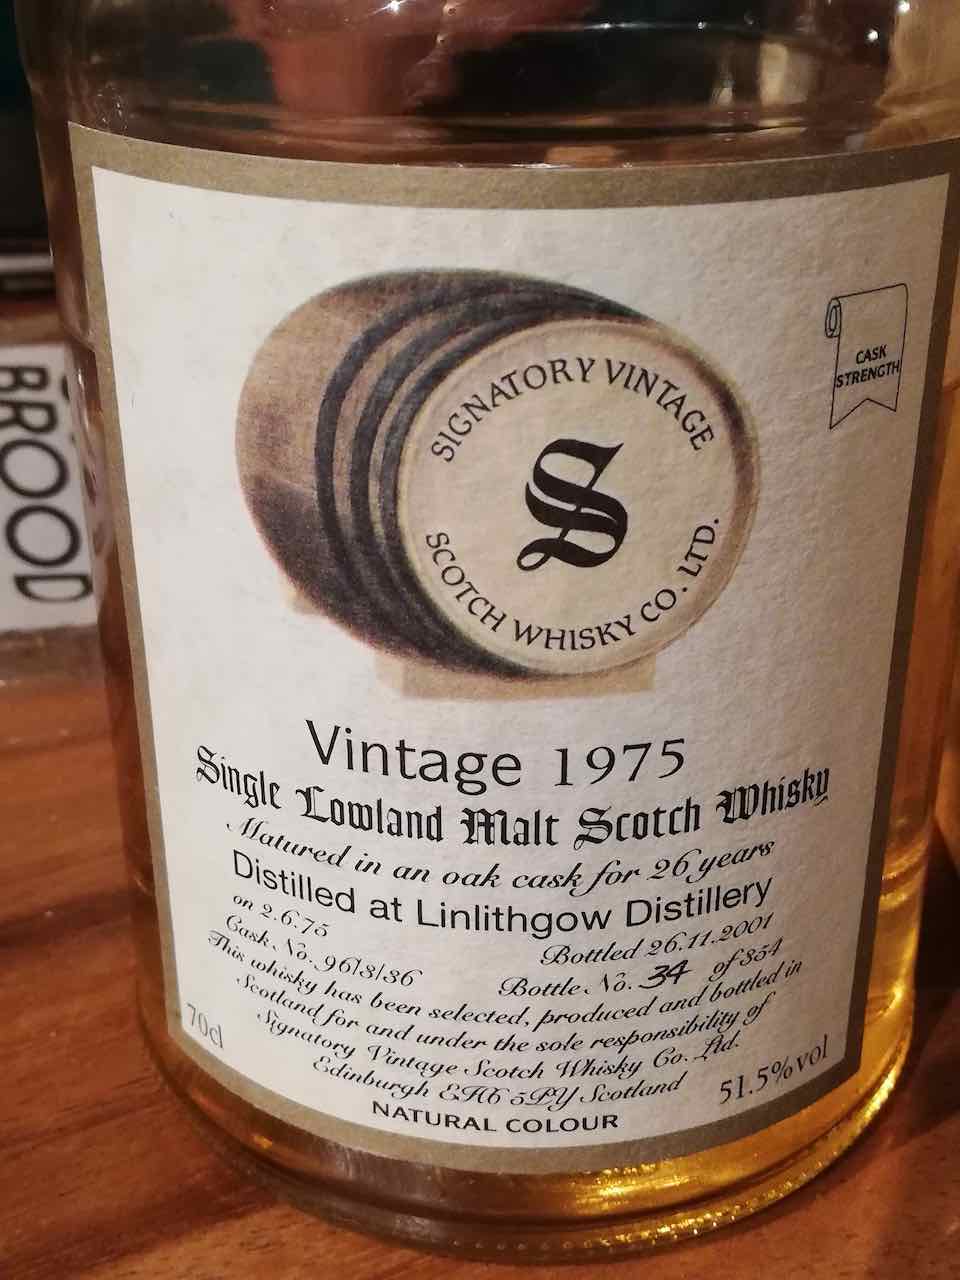 BROOD
SIGNATORY VINTAGE
S
SCOTCH WHISKY CO. LTD.
CASK
STRENGTH
Vintage 1975
Single Lowland Malt Scotch Whisky
Matured in an oak cask for 26 years
Distilled at Linlithgow Distillery
on 2.6.75
Bottled 26.11.2001
Cask No. 96/3/36
Bottle No. 34 of 354
This whisky has been selected, produced and bottled in
Scotland for and under the sole responsibility of
Signatory Vintage Scotch Whisky Co. Ltd.
Edinburgh EH6 5PY Scotland
70cl
51.5%vol
NATURAL COLOUR